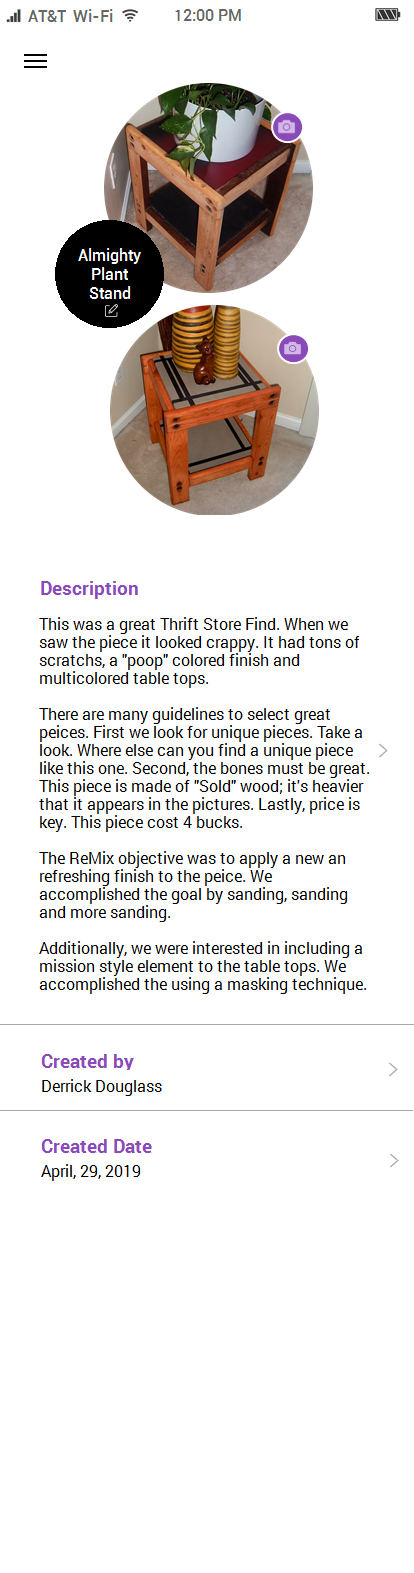 AT&T Wi-Fi 12:00 PM
Almighty
Plant
Stand
Description
This was a great Thrift Store Find. When we
saw the piece it looked crappy. It had tons of
scratchs, a "poop" colored finish and
multicolored table tops.
There are many guidelines to select great
peices. First we look for unique pieces. Take a
look. Where else can you find a unique piece
like this one. Second, the bones must be great.
This piece is made of "Sold" wood; it's heavier
that it appears in the pictures. Lastly, price is
key. This piece cost 4 bucks.
The ReMix objective was to apply a new an
refreshing finish to the peice. We
accomplished the goal by sanding, sanding
and more sanding.
Additionally, we were interested in including a
mission style element to the table tops. We
accomplished the using a masking technique.
Created by
Derrick Douglass
Created Date
April, 29, 2019